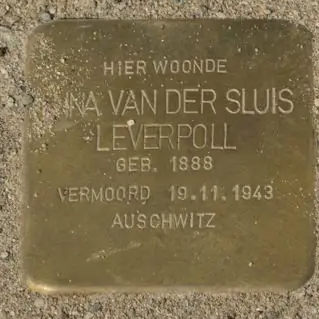 HIER WOONDE
VAN DER SLUIS
LEVERPOLL
GEB. 1888
VERMOORD 19.11.1943
AUSCHWITZ